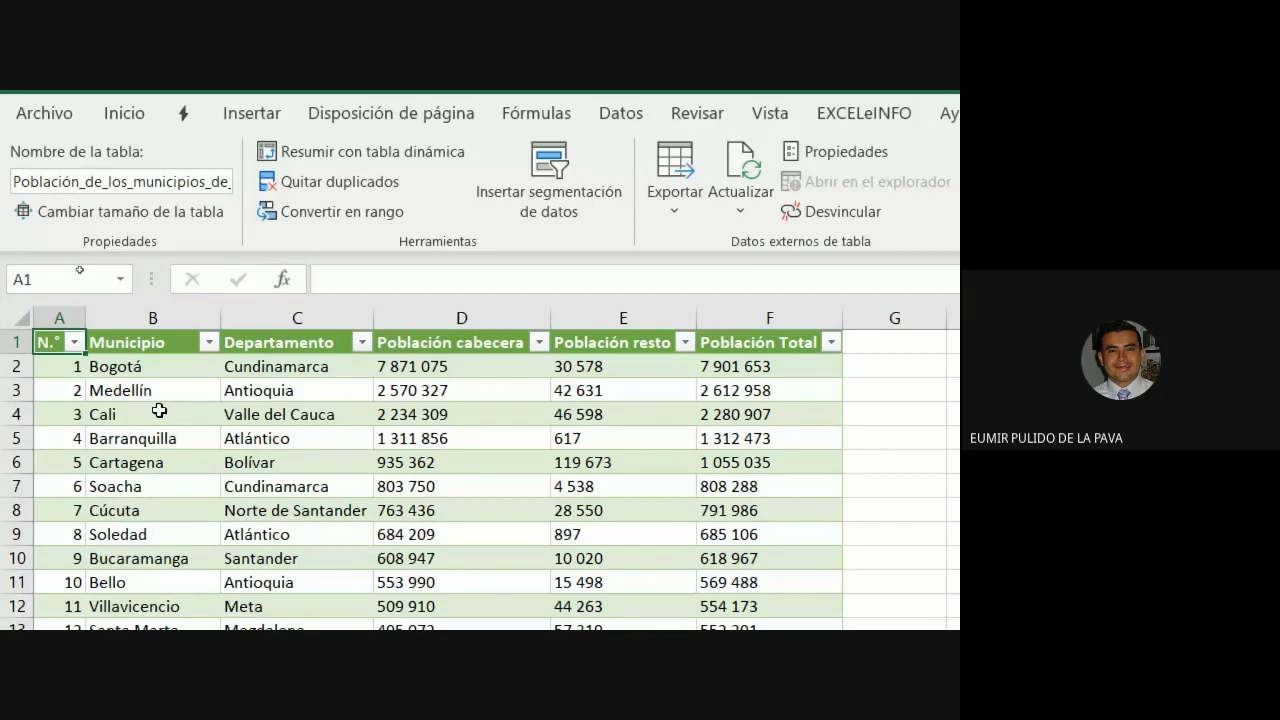 Archivo Inicio Insertar Disposición de página Fórmulas Datos Revisar Vista EXCELeINFO Ay
Nombre de la tabla:
Población_de_los_municipios_de_
Cambiar tamaño de la tabla
Propiedades
Resumir con tabla dinámica
Quitar duplicados
Convertir en rango
Insertar segmentación
de datos
Herramientas
Exportar Actualizar
Propiedades
Abrir en el explorador
Desvincular
Datos externos de tabla
A1 fx
A B C D E F G
1 N.° Municipio Departamento Población cabecera Población resto Población Total
2 1 Bogotá Cundinamarca 7 871 075 30 578 7 901 653
3 2 Medellín Antioquia 2 570 327 42 631 2 612 958
4 3 Cali Valle del Cauca 2 234 309 46 598 2 280 907
5 4 Barranquilla Atlántico 1 311 856 617 1 312 473
6 5 Cartagena Bolívar 935 362 119 673 1 055 035
7 6 Soacha Cundinamarca 803 750 4 538 808 288
8 7 Cúcuta Norte de Santander 763 436 28 550 791 986
9 8 Soledad Atlántico 684 209 897 685 106
10 9 Bucaramanga Santander 608 947 10 020 618 967
11 10 Bello Antioquia 553 990 15 498 569 488
12 11 Villavicencio Meta 509 910 44 263 554 173
13 12 Santa Marta Magdalena
EUMIR PULIDO DE LA PAVA